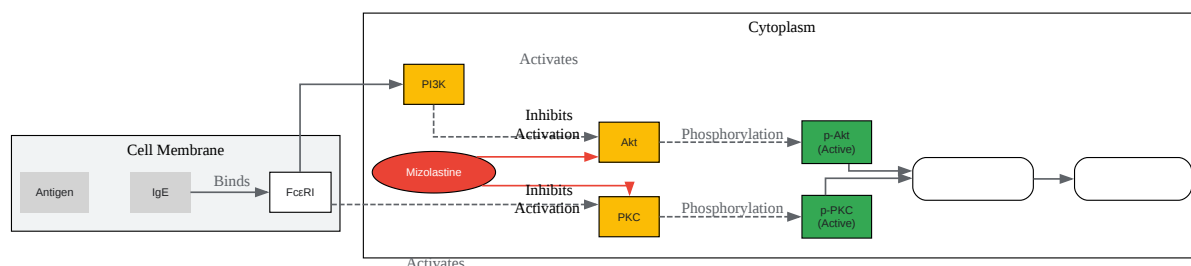 Cytoplasm
Activates
PI3K
Inhibits
Activation
Akt
Phosphorylation
p-Akt
(Active)
Cell Membrane
Antigen
IgE
Binds
FcεRI
Mizolastine
Inhibits
Activation
PKC
Phosphorylation
p-PKC
(Active)
Activates